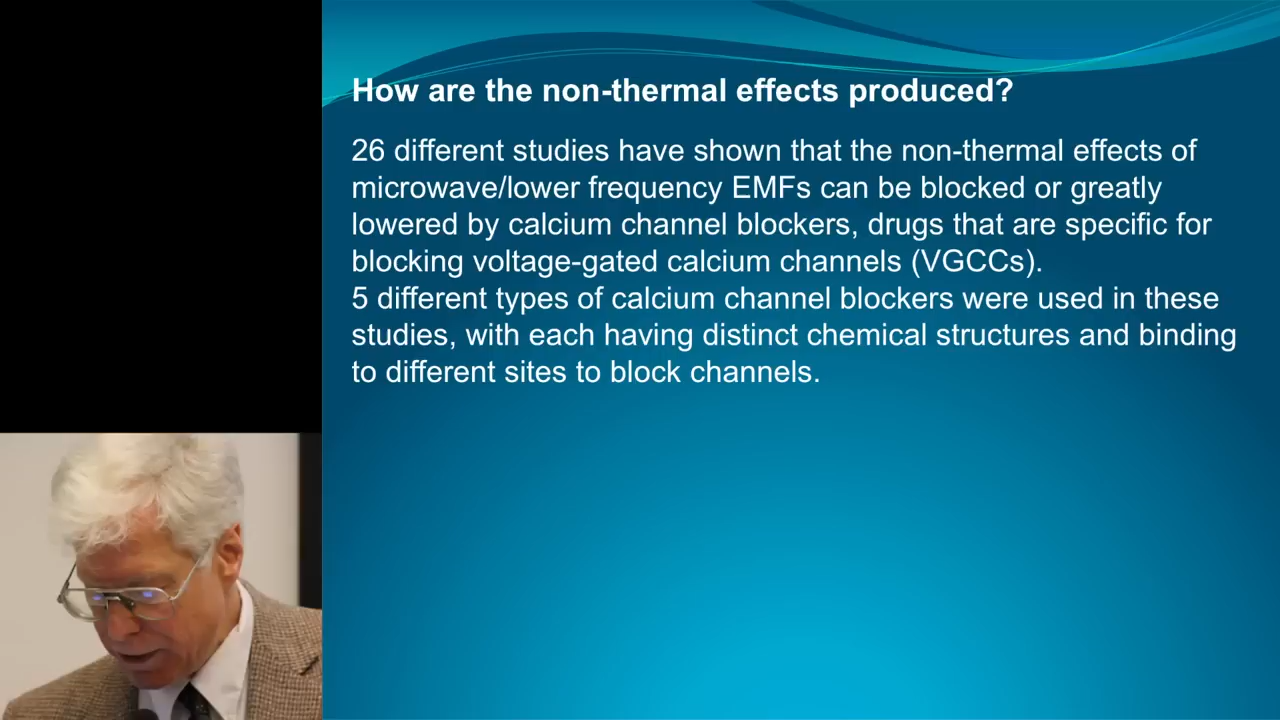 How are the non-thermal effects produced?
26 different studies have shown that the non-thermal effects of
microwave/lower frequency EMFs can be blocked or greatly
lowered by calcium channel blockers, drugs that are specific for
blocking voltage-gated calcium channels (VGCCs).
5 different types of calcium channel blockers were used in these
studies, with each having distinct chemical structures and binding
to different sites to block channels.